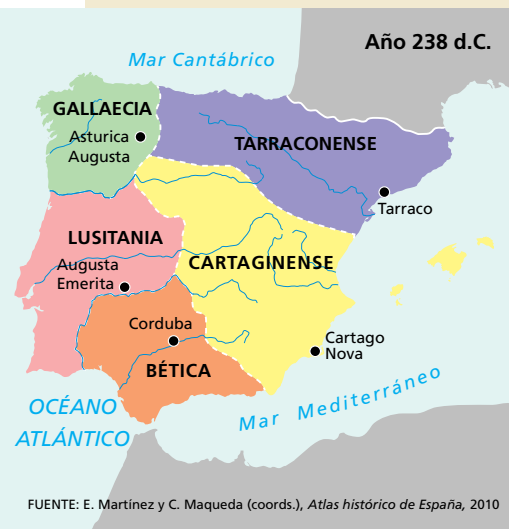 Año 238 d.C.
Mar Cantábrico
GALLAECIA
Asturica
Augusta
TARRACONENSE
Tarraco
LUSITANIA
Augusta
Emerita
CARTAGINENSE
Corduba
BÉTICA
Cartago
Nova
OCÉANO
ATLÁNTICO
Mar Mediterráneo
FUENTE: E. Martínez y C. Maqueda (coords.), Atlas histórico de España, 2010